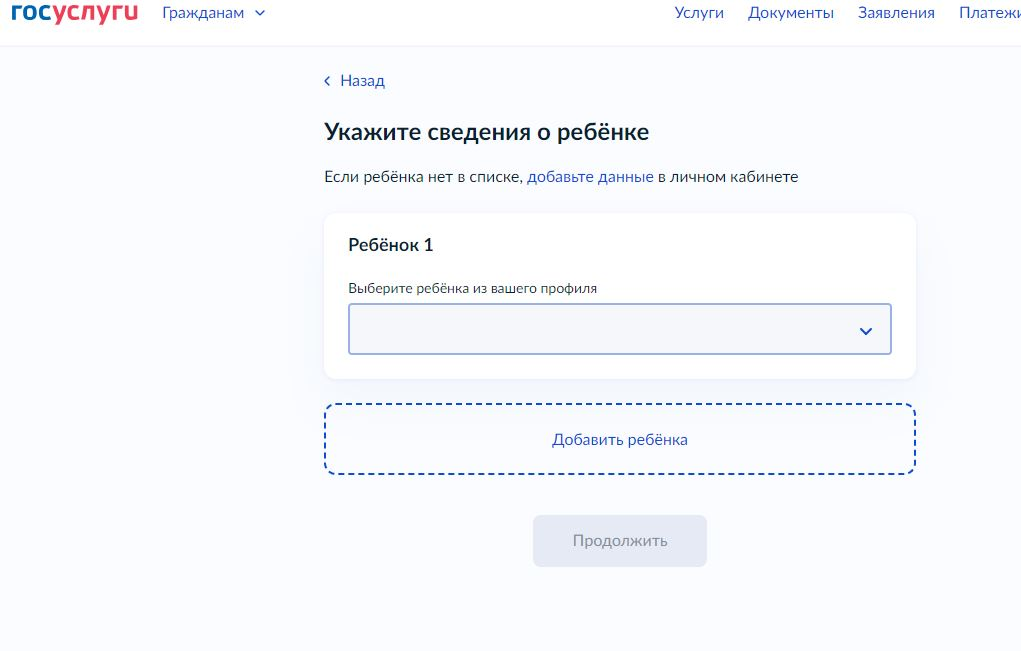 госуслуги Гражданам Услуги Документы Заявления Платежи
Назад
Укажите сведения о ребёнке
Если ребёнка нет в списке, добавьте данные в личном кабинете
Ребёнок 1
Выберите ребёнка из вашего профиля
Добавить ребёнка
Продолжить